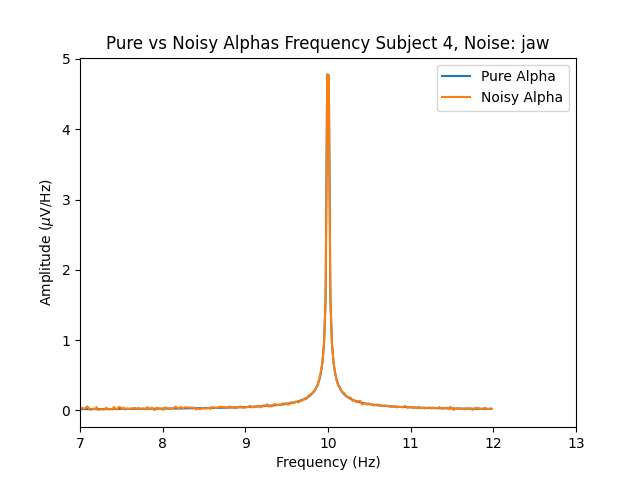 Pure vs Noisy Alphas Frequency Subject 4, Noise: jaw
Pure Alpha
Noisy Alpha
Amplitude (μV/Hz)
5
4
3
2
1
0
7 8 9 10 11 12 13
Frequency (Hz)